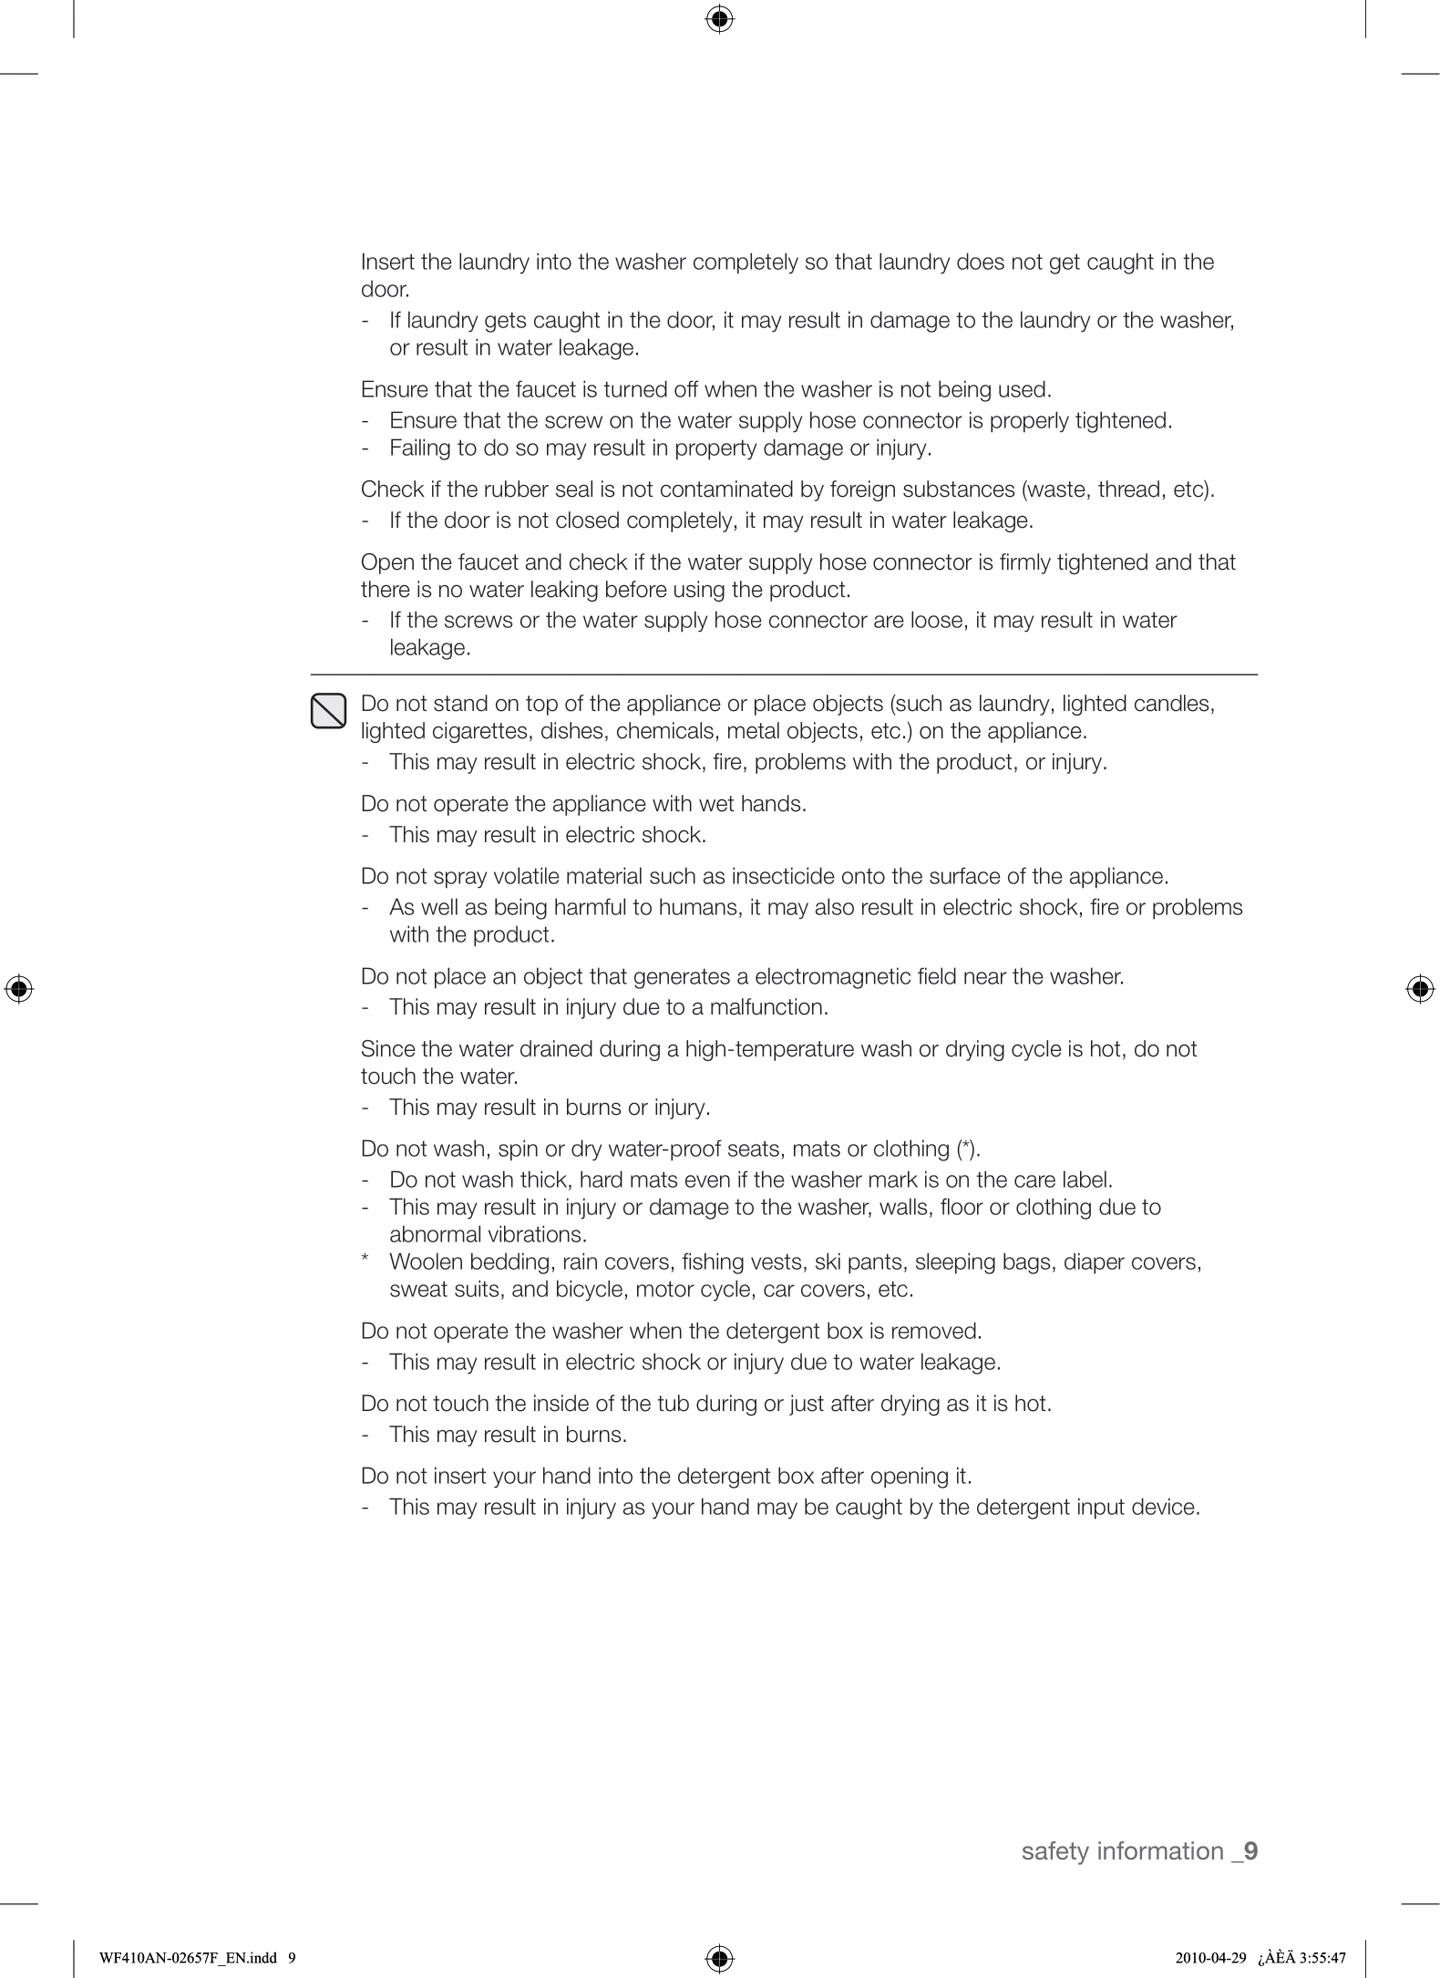 Insert the laundry into the washer completely so that laundry does not get caught in the
door.
- If laundry gets caught in the door, it may result in damage to the laundry or the washer,
or result in water leakage.
Ensure that the faucet is turned off when the washer is not being used.
- Ensure that the screw on the water supply hose connector is properly tightened.
- Failing to do so may result in property damage or injury.
Check if the rubber seal is not contaminated by foreign substances (waste, thread, etc).
- If the door is not closed completely, it may result in water leakage.
Open the faucet and check if the water supply hose connector is firmly tightened and that
there is no water leaking before using the product.
- If the screws or the water supply hose connector are loose, it may result in water
leakage.
Do not stand on top of the appliance or place objects (such as laundry, lighted candles,
lighted cigarettes, dishes, chemicals, metal objects, etc.) on the appliance.
- This may result in electric shock, fire, problems with the product, or injury.
Do not operate the appliance with wet hands.
- This may result in electric shock.
Do not spray volatile material such as insecticide onto the surface of the appliance.
- As well as being harmful to humans, it may also result in electric shock, fire or problems
with the product.
Do not place an object that generates a electromagnetic field near the washer.
- This may result in injury due to a malfunction.
Since the water drained during a high-temperature wash or drying cycle is hot, do not
touch the water.
- This may result in burns or injury.
Do not wash, spin or dry water-proof seats, mats or clothing (*).
- Do not wash thick, hard mats even if the washer mark is on the care label.
- This may result in injury or damage to the washer, walls, floor or clothing due to
abnormal vibrations.
* Woolen bedding, rain covers, fishing vests, ski pants, sleeping bags, diaper covers,
sweat suits, and bicycle, motor cycle, car covers, etc.
Do not operate the washer when the detergent box is removed.
- This may result in electric shock or injury due to water leakage.
Do not touch the inside of the tub during or just after drying as it is hot.
- This may result in burns.
Do not insert your hand into the detergent box after opening it.
- This may result in injury as your hand may be caught by the detergent input device.
safety information _9
WF410AN-02657F_EN.indd 9
2010-04-29 ¿ÀÈÄ 3:55:47